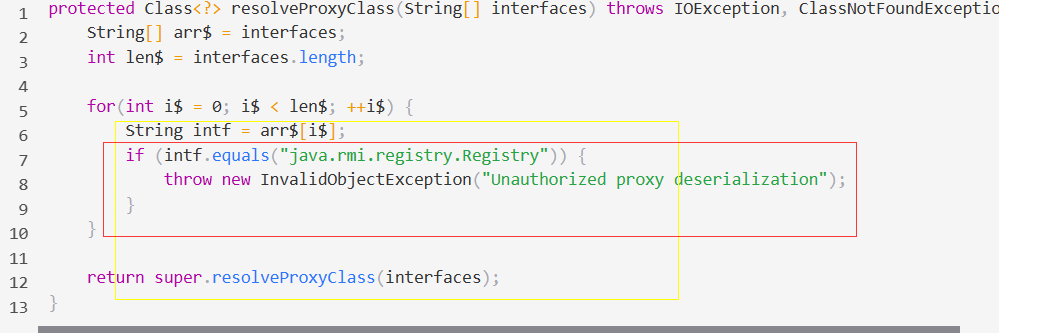 1 protected Class<?> resolveProxyClass(String[] interfaces) throws IOException, ClassNotFoundExceptio
2     String[] arr$ = interfaces;
3     int len$ = interfaces.length;
4
5     for(int i$ = 0; i$ < len$; ++i$) {
6         String intf = arr$[i$];
7         if (intf.equals("java.rmi.registry.Registry")) {
8             throw new InvalidObjectException("Unauthorized proxy deserialization");
9         }
10     }
11
12     return super.resolveProxyClass(interfaces);
13 }